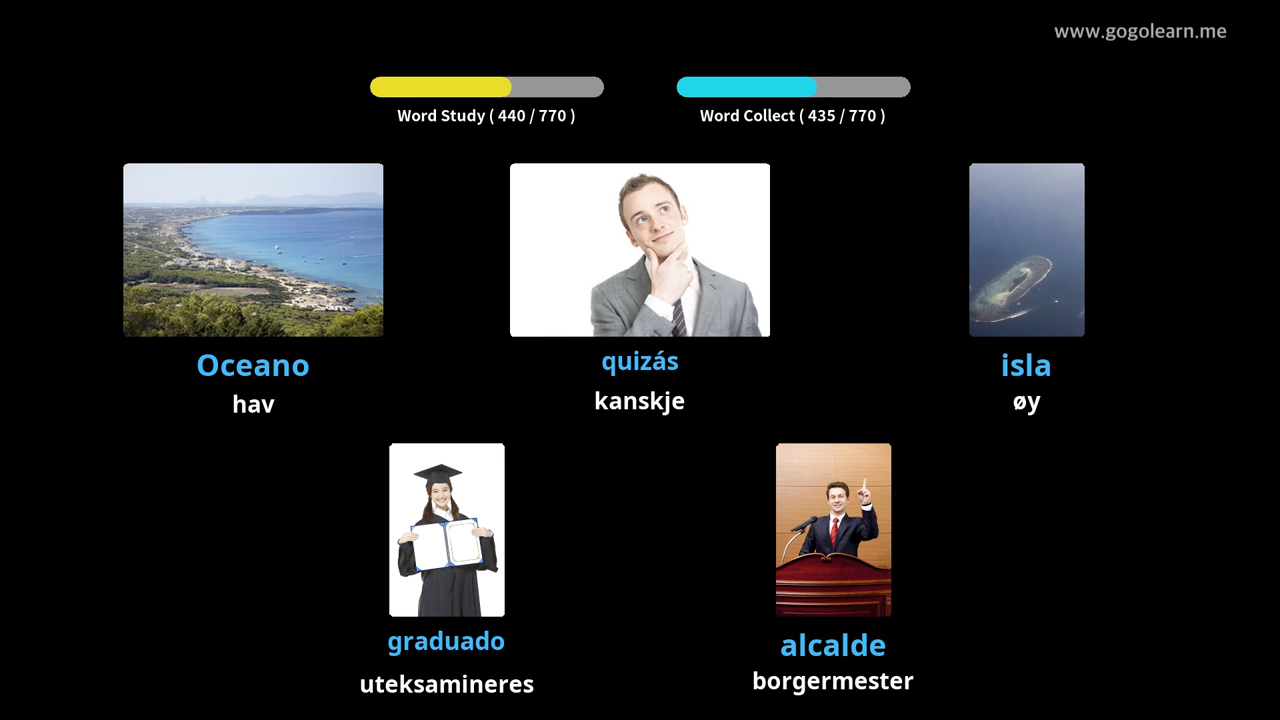 www.gogolearn.me
Word Study ( 440 / 770 )
Word Collect ( 435 / 770 )
Oceano
hav
quizás
kanskje
isla
øy
graduado
uteksamineres
alcalde
borgermester